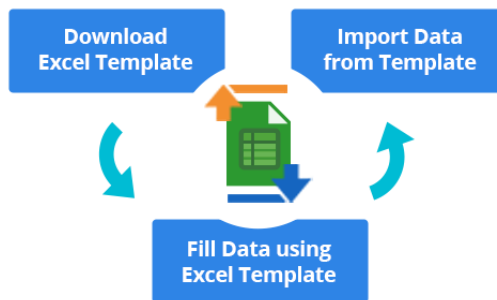 Download
Excel Template
Import Data
from Template
Fill Data using
Excel Template